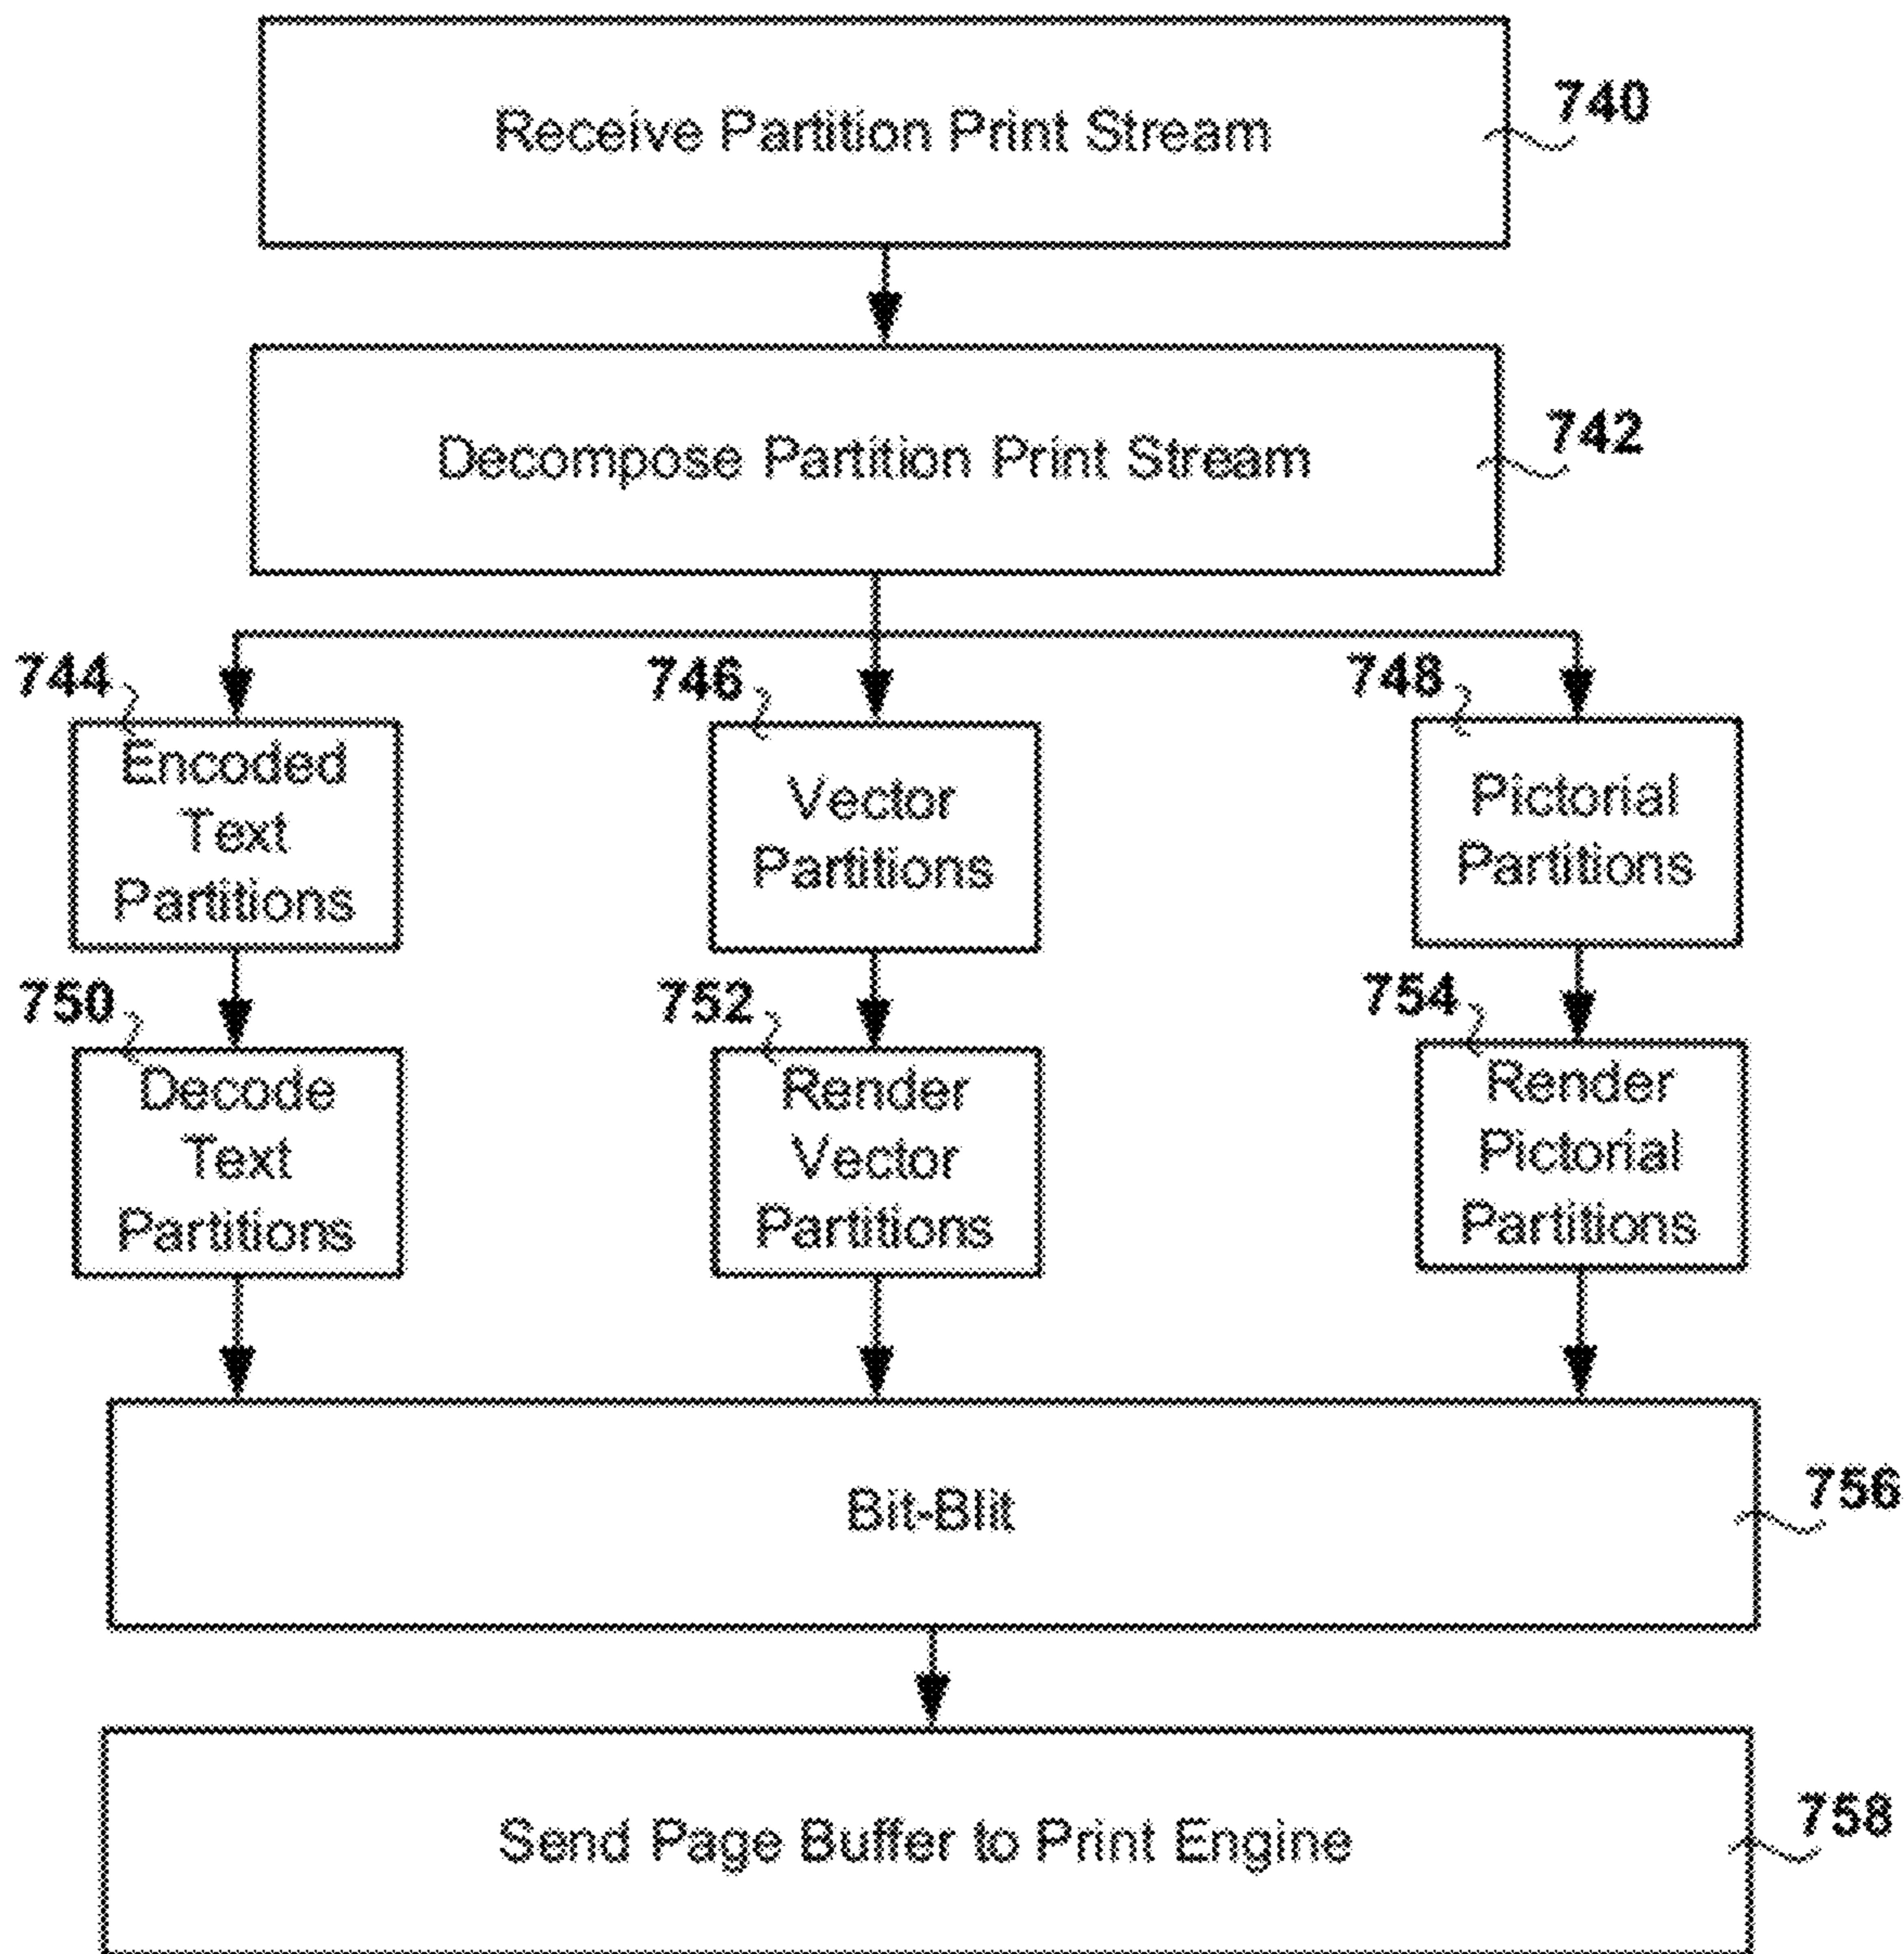 Receive Partition Print Stream
740
Decompose Partition Print Stream
742
744
746
748
Encoded
Text
Partitions
Vector
Partitions
Pictorial
Partitions
750
752
754
Decode
Text
Partitions
Render
Vector
Partitions
Render
Pictorial
Partitions
Bit-Blit
756
Send Page Buffer to Print Engine
758